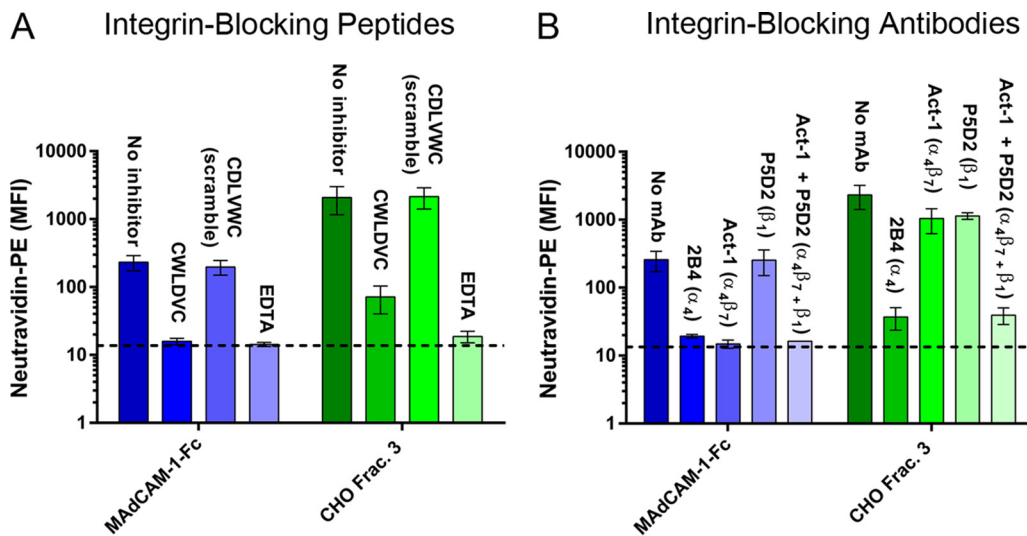 A
Integrin-Blocking Peptides
Neutravidin-PE (MFI)
10000
1000
100
10
1
No inhibitor
CWLDVC
CDLVWC
(scramble)
EDTA
No inhibitor
CWLDVC
CDLVWC
(scramble)
EDTA
MAdCAM-1-Fc
CHO Frac. 3
B
Integrin-Blocking Antibodies
Neutravidin-PE (MFI)
10000
1000
100
10
1
No mAb
2B4 (α4)
Act-1 (α4β7)
P5D2 (β1)
Act-1 + P5D2 (α4β7 + β1)
No mAb
2B4 (α4)
Act-1 (α4β7)
P5D2 (β1)
Act-1 + P5D2 (α4β7 + β1)
MAdCAM-1-Fc
CHO Frac. 3